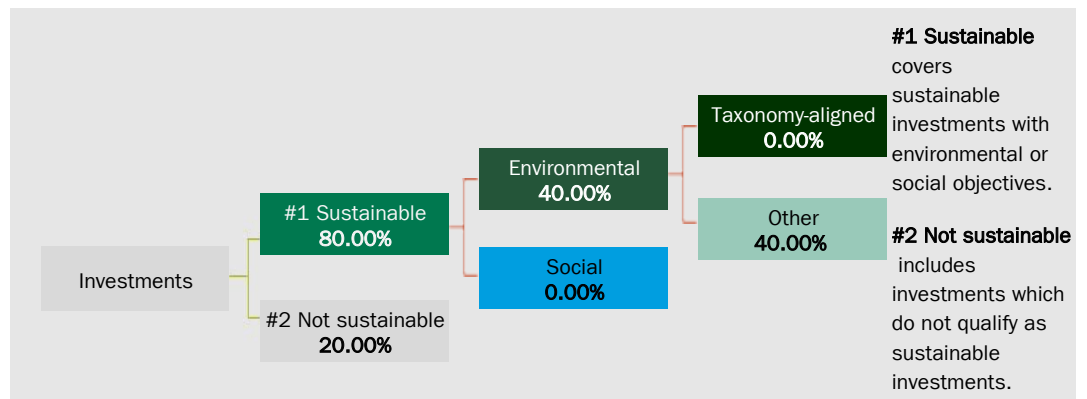 Investments
#1 Sustainable
80.00%
#2 Not sustainable
20.00%
Environmental
40.00%
Social
0.00%
Taxonomy-aligned
0.00%
Other
40.00%
#1 Sustainable
covers
sustainable
investments with
environmental or
social objectives.
#2 Not sustainable
includes
investments which
do not qualify as
sustainable
investments.